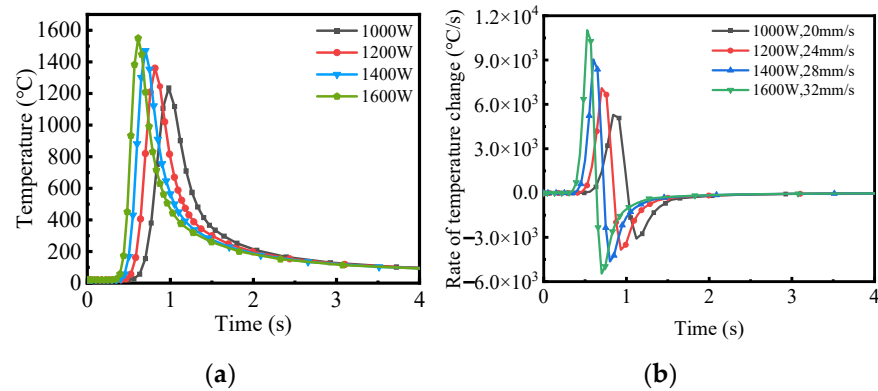 1600
1400
1200
1000
800
600
400
200
0
Temperature (°C)
0 1 2 3 4
Time (s)
1000W
1200W
1400W
1600W
(a)
1.2×10⁴
9.0×10³
6.0×10³
3.0×10³
0.0
−3.0×10³
−6.0×10³
Rate of temperature change (°C/s)
0 1 2 3 4
Time (s)
1000W,20mm/s
1200W,24mm/s
1400W,28mm/s
1600W,32mm/s
(b)